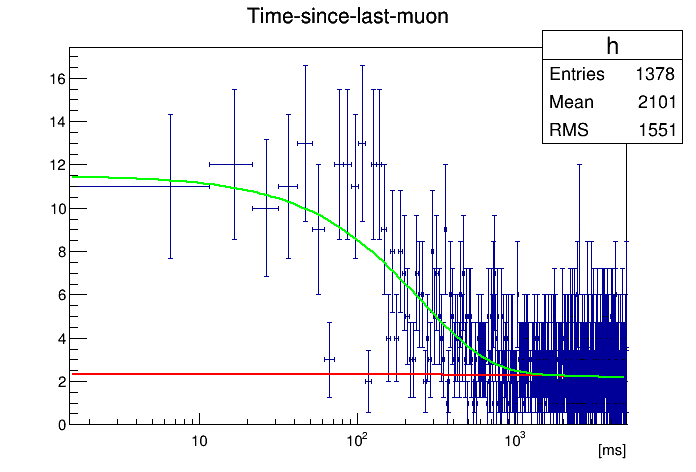 Time-since-last-muon
h
Entries 1378
Mean 2101
RMS 1551
16
14
12
10
8
6
4
2
0
10
10²
10³
[ms]